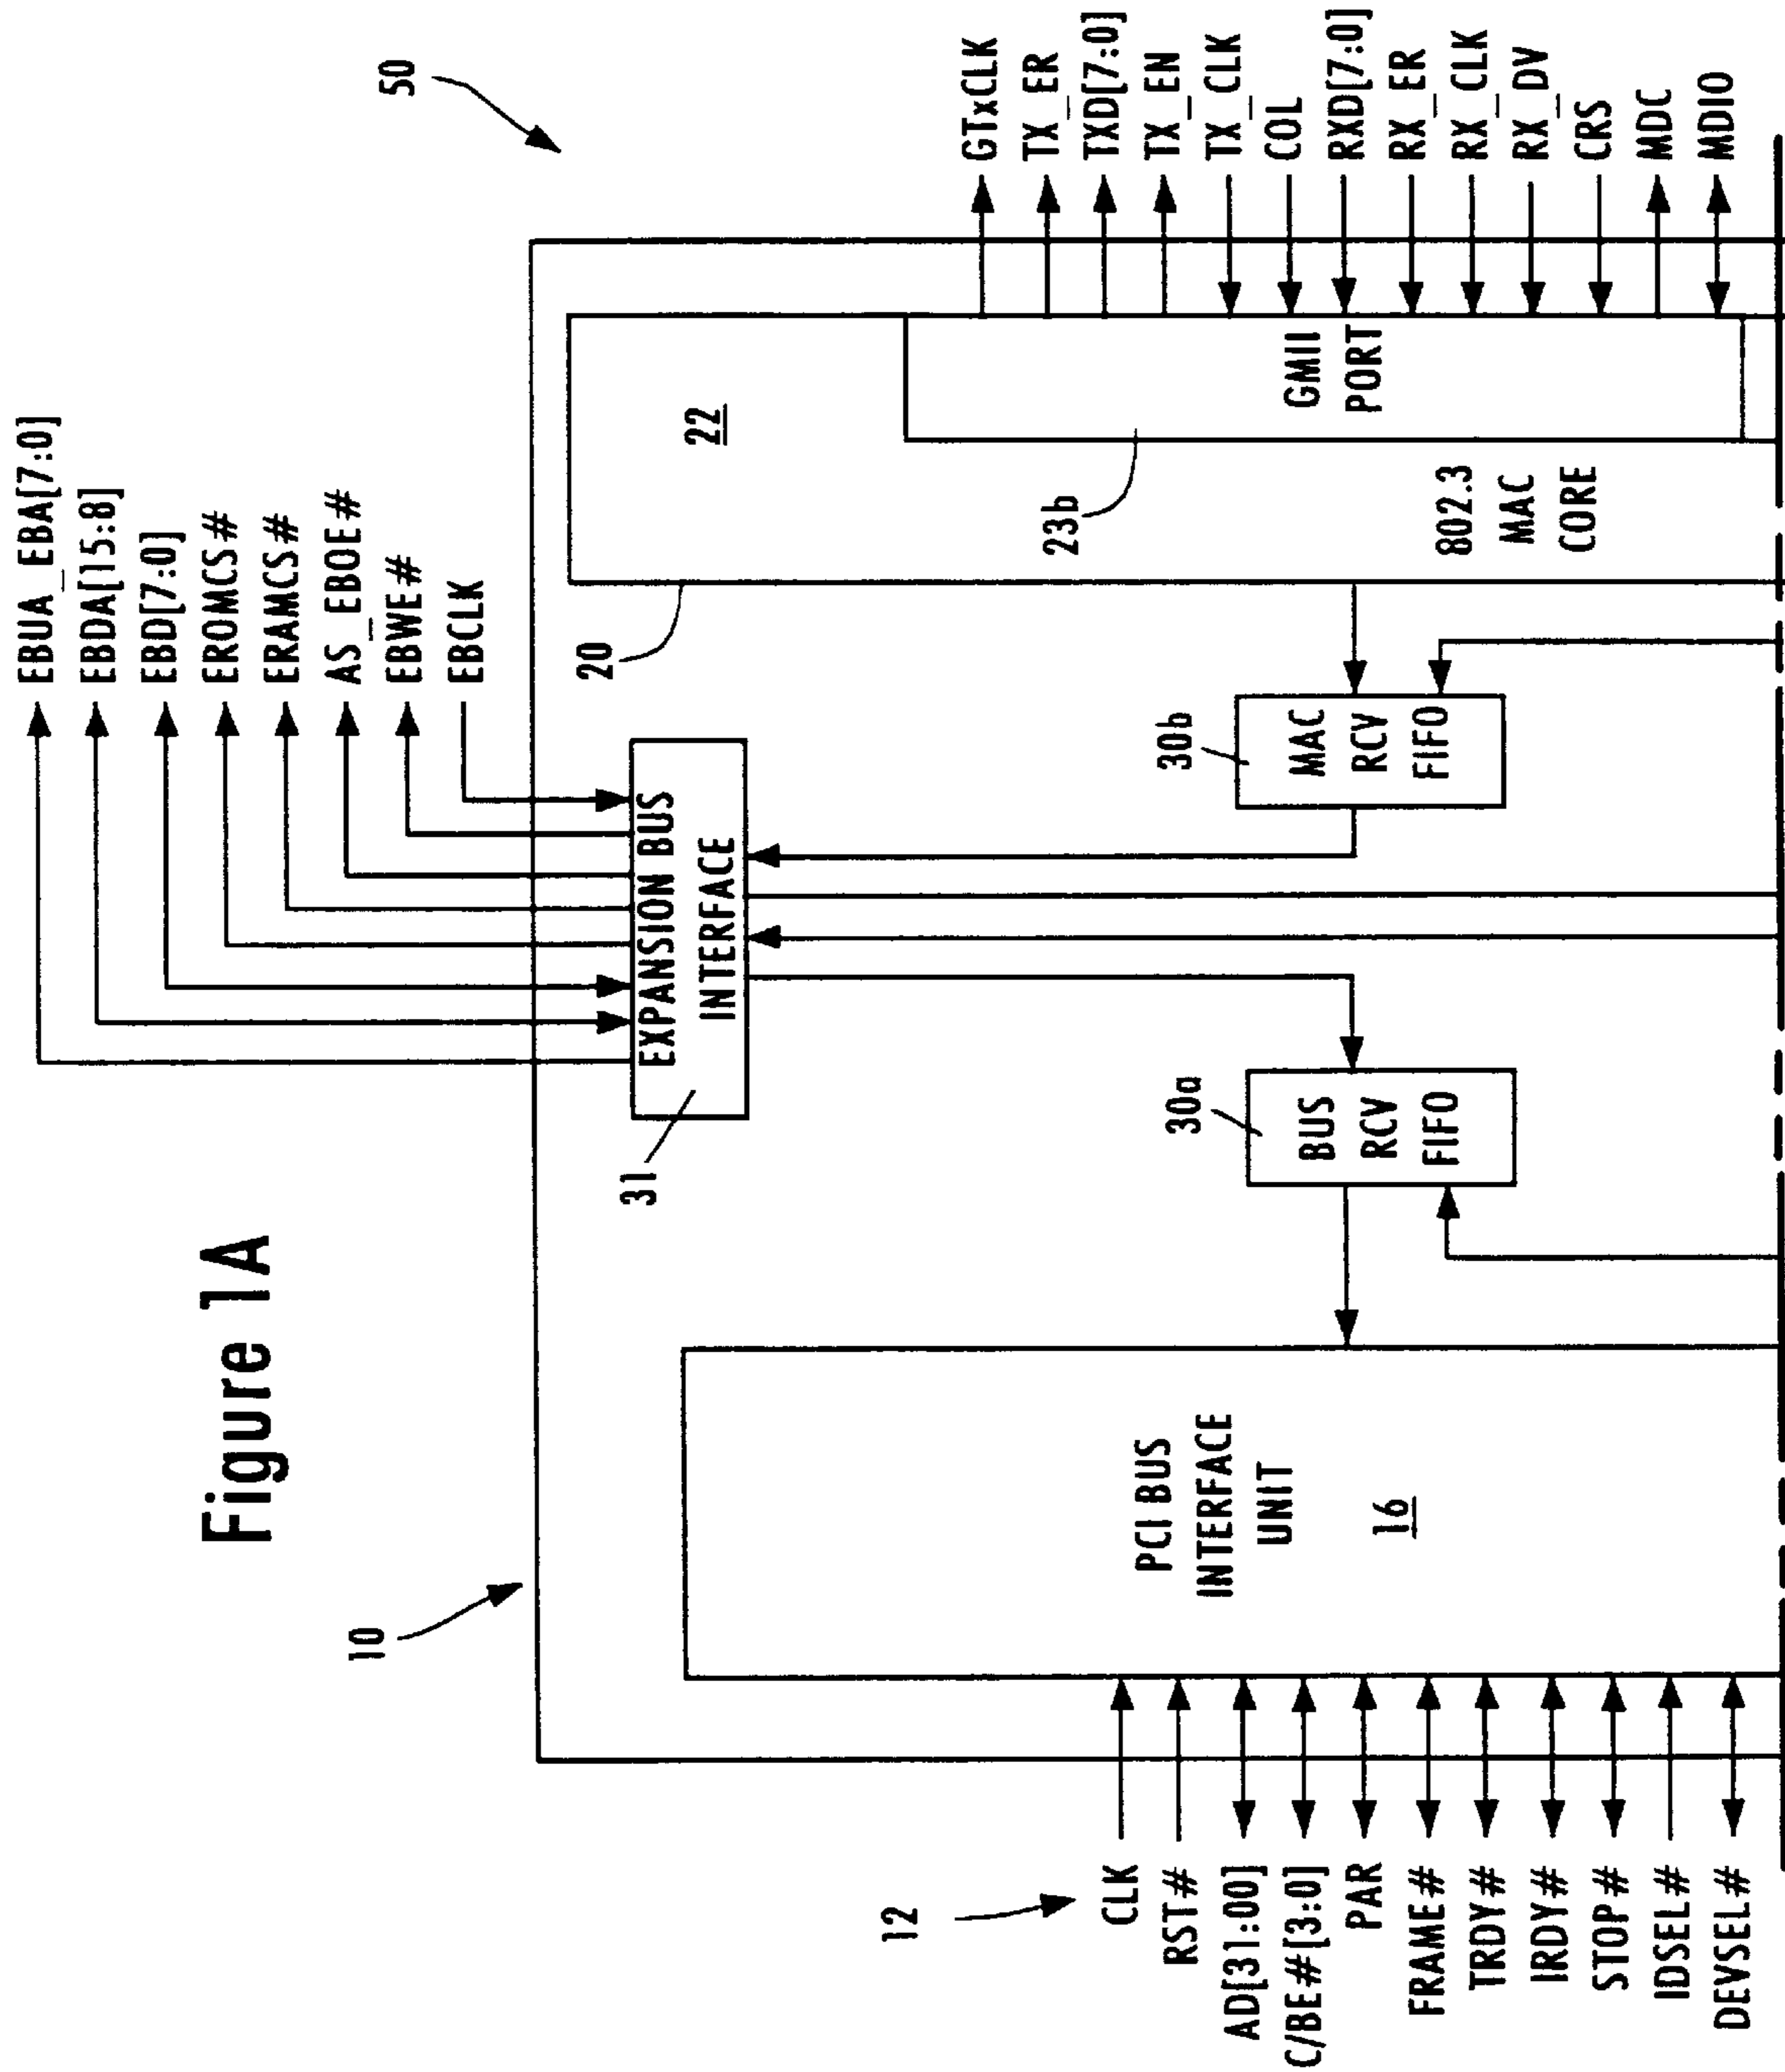 Figure 1A
10
50
EBUA_EBA[7:0]
EBDA[15:8]
EBD[7:0]
EROMCS#
ERAMCS#
AS_EBOE#
EBWE#
EBCLK
31
EXPANSION BUS
INTERFACE
20
22
23b
GMII
PORT
802.3
MAC
CORE
GTxCLK
TX_ER
TXD[7:0]
TX_EN
TX_CLK
COL
RXD[7:0]
RX_ER
RX_CLK
RX_DV
CRS
MDC
MDIO
30b
MAC
RCV
FIFO
30a
BUS
RCV
FIFO
PCI BUS
INTERFACE
UNIT
16
12
CLK
RST#
AD[31:00]
C/BE#[3:0]
PAR
FRAME#
TRDY#
IRDY#
STOP#
IDSEL#
DEVSEL#